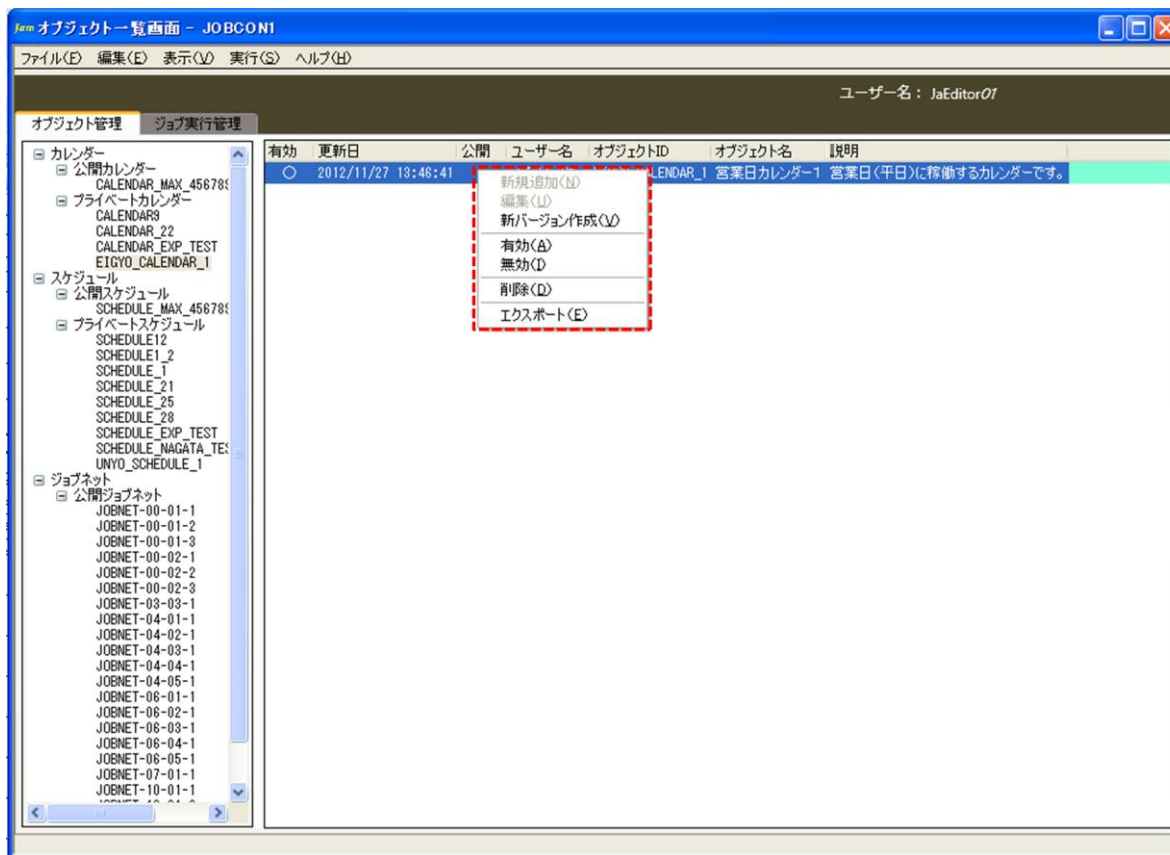 Jam オブジェクト一覧画面 - JOBCON1
ファイル(F) 編集(E) 表示(V) 実行(S) ヘルプ(H)
ユーザー名： JaEditor01
オブジェクト管理 ジョブ実行管理
カレンダー
公開カレンダー
CALENDAR_MAX_456789
プライベートカレンダー
CALENDAR9
CALENDAR_22
CALENDAR_EXP_TEST
EIGYO_CALENDAR_1
スケジュール
公開スケジュール
SCHEDULE_MAX_456789
プライベートスケジュール
SCHEDULE12
SCHEDULE1_2
SCHEDULE_1
SCHEDULE_21
SCHEDULE_25
SCHEDULE_28
SCHEDULE_EXP_TEST
SCHEDULE_NAGATA_TES
UNYO_SCHEDULE_1
ジョブネット
公開ジョブネット
JOBNET-00-01-1
JOBNET-00-01-2
JOBNET-00-01-3
JOBNET-00-02-1
JOBNET-00-02-2
JOBNET-00-02-3
JOBNET-03-03-1
JOBNET-04-01-1
JOBNET-04-02-1
JOBNET-04-03-1
JOBNET-04-04-1
JOBNET-04-05-1
JOBNET-06-01-1
JOBNET-06-02-1
JOBNET-06-03-1
JOBNET-06-04-1
JOBNET-06-05-1
JOBNET-07-01-1
JOBNET-10-01-1
有効 更新日 公開 ユーザー名 オブジェクトID オブジェクト名 説明
○ 2012/11/27 13:46:41 LENDAR_1 営業日カレンダー1 営業日(平日)に稼働するカレンダーです。
新規追加(N)
編集(U)
新バージョン作成(V)
有効(A)
無効(I)
削除(D)
エクスポート(E)